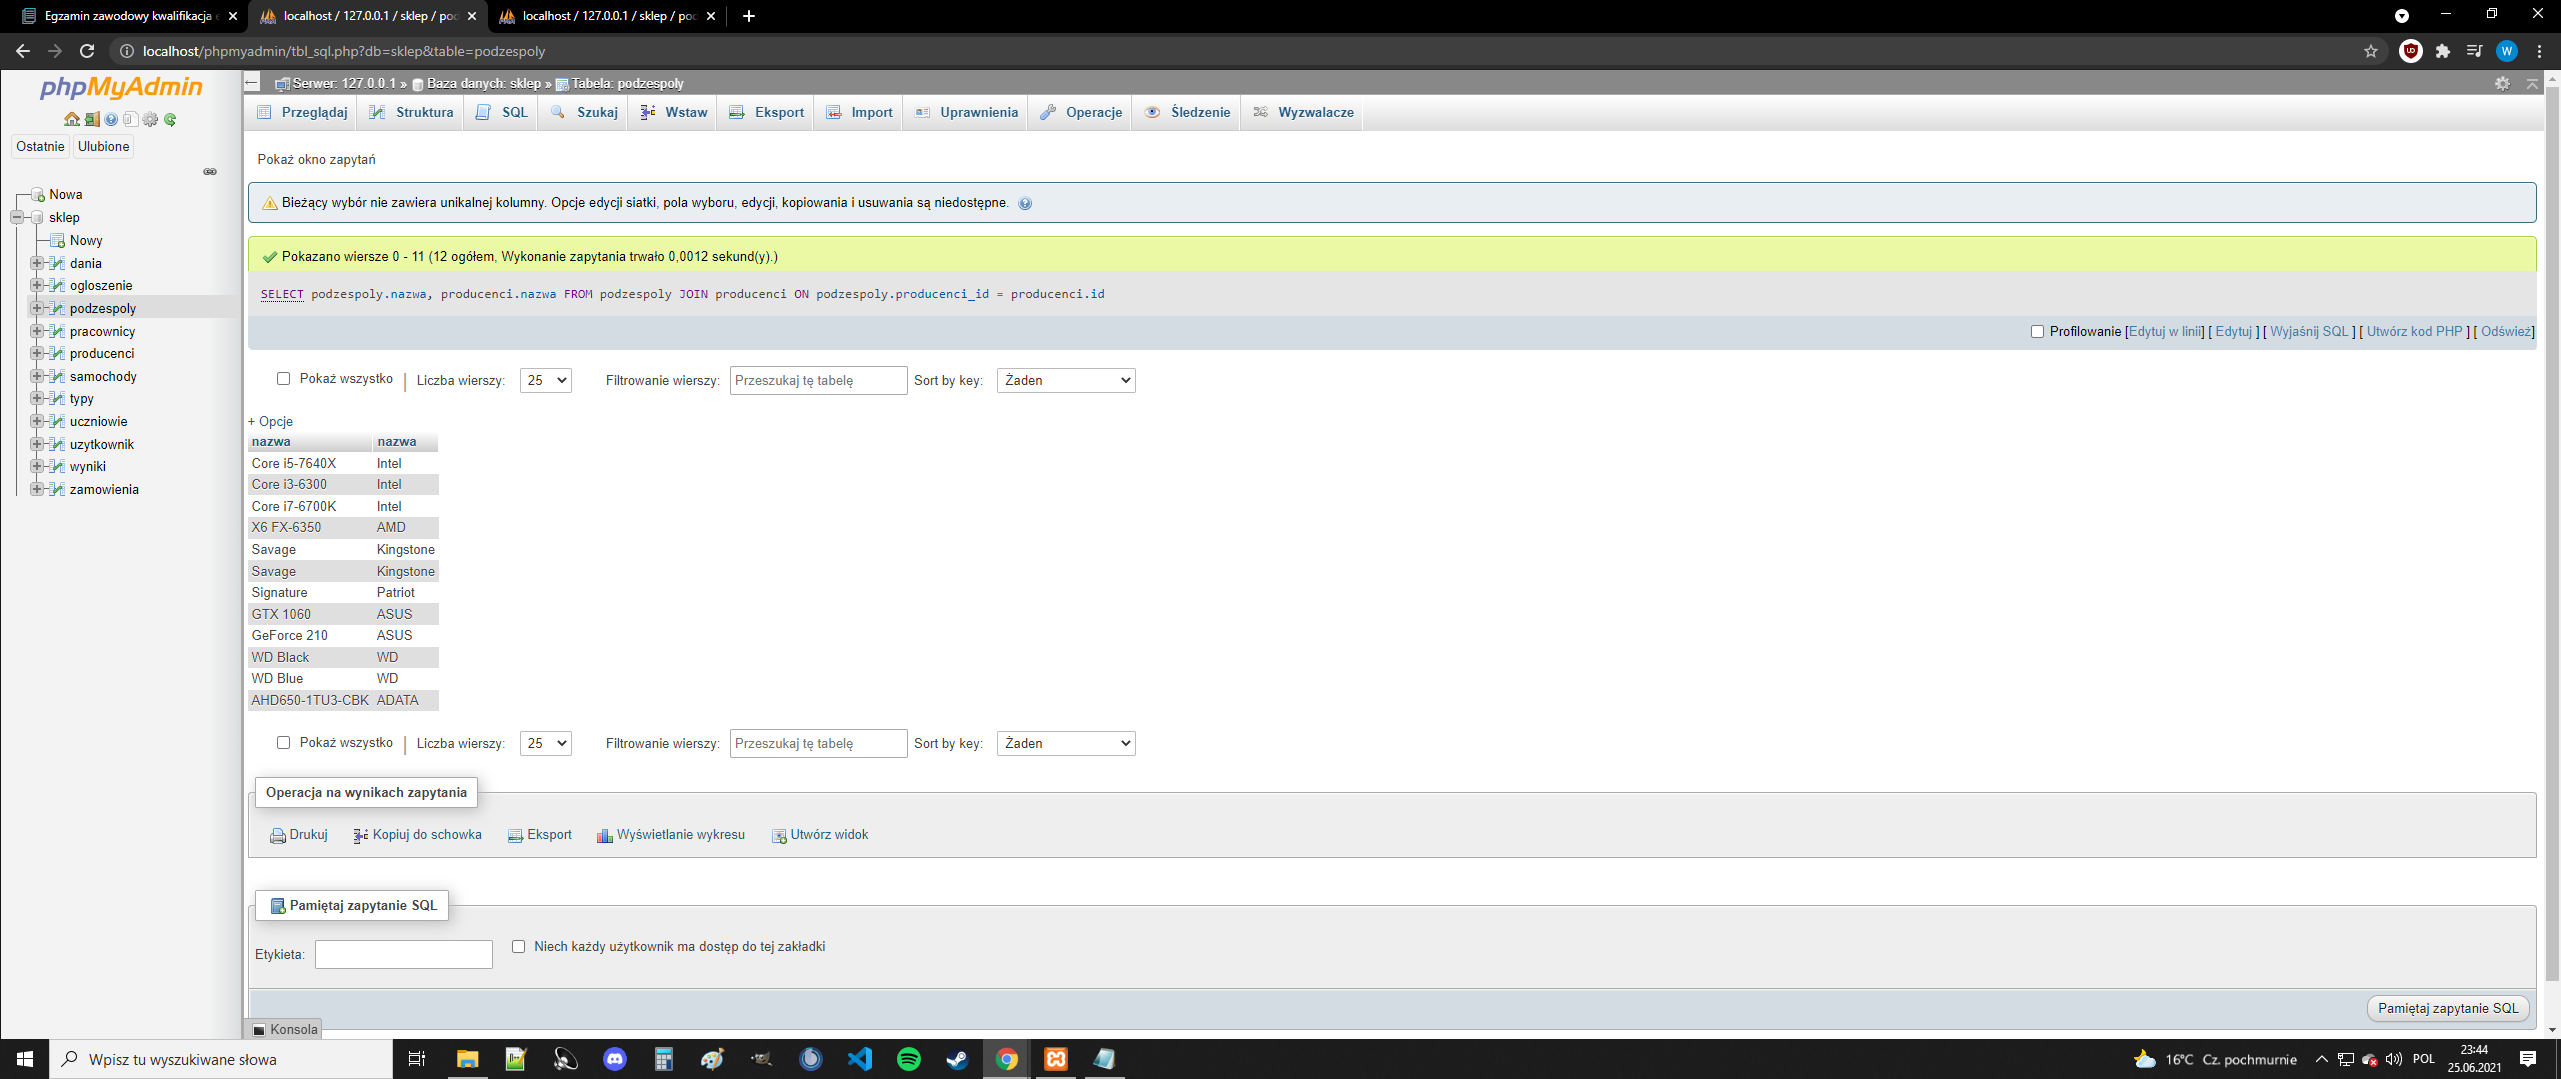 Egzamin zawodowy kwalifikacja e
localhost / 127.0.0.1 / sklep / pod
localhost / 127.0.0.1 / sklep / pod
localhost/phpmyadmin/tbl_sql.php?db=sklep&table=podzespoly
W
phpMyAdmin
Ostatnie
Ulubione
Nowa
sklep
Nowy
dania
ogloszenie
podzespoly
pracownicy
producenci
samochody
typy
uczniowie
uzytkownik
wyniki
zamowienia
Serwer: 127.0.0.1 » Baza danych: sklep » Tabela: podzespoly
Przeglądaj Struktura SQL Szukaj Wstaw Eksport Import Uprawnienia Operacje Śledzenie Wyzwalacze
Pokaż okno zapytań
Bieżący wybór nie zawiera unikalnej kolumny. Opcje edycji siatki, pola wyboru, edycji, kopiowania i usuwania są niedostępne.
Pokazano wiersze 0 - 11 (12 ogółem, Wykonanie zapytania trwało 0,0012 sekund(y).)
SELECT podzespoly.nazwa, producenci.nazwa FROM podzespoly JOIN producenci ON podzespoly.producenci_id = producenci.id
Profilowanie [Edytuj w linii] [ Edytuj ] [ Wyjaśnij SQL ] [ Utwórz kod PHP ] [ Odśwież]
Pokaż wszystko | Liczba wierszy: 25 Filtrowanie wierszy: Przeszukaj tę tabelę Sort by key: Żaden
+ Opcje
nazwa nazwa
Core i5-7640X Intel
Core i3-6300 Intel
Core i7-6700K Intel
X6 FX-6350 AMD
Savage Kingstone
Savage Kingstone
Signature Patriot
GTX 1060 ASUS
GeForce 210 ASUS
WD Black WD
WD Blue WD
AHD650-1TU3-CBK ADATA
Pokaż wszystko | Liczba wierszy: 25 Filtrowanie wierszy: Przeszukaj tę tabelę Sort by key: Żaden
Operacja na wynikach zapytania
Drukuj Kopiuj do schowka Eksport Wyświetlanie wykresu Utwórz widok
Pamiętaj zapytanie SQL
Etykieta: Niech każdy użytkownik ma dostęp do tej zakładki
Pamiętaj zapytanie SQL
Konsola
Wpisz tu wyszukiwane słowa
16°C Cz. pochmurnie
POL
23:44
25.06.2021